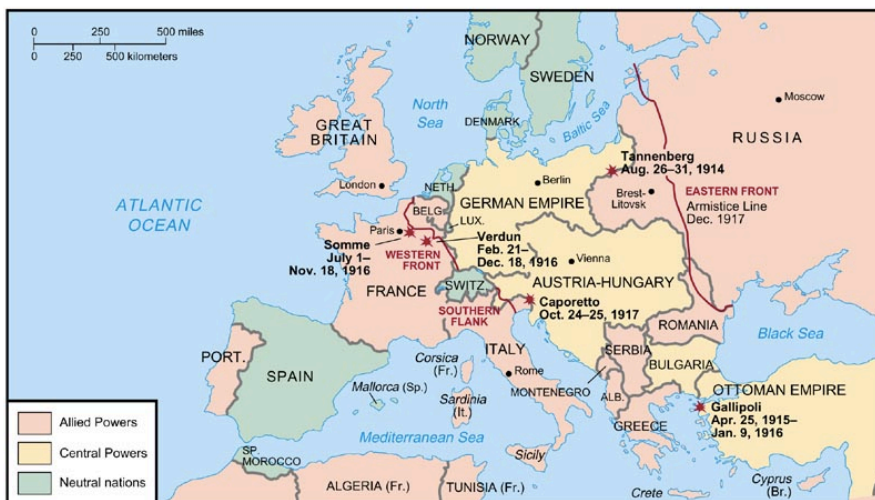 0 250 500 miles
0 250 500 kilometers
NORWAY
SWEDEN
North
Sea
Baltic Sea
DENMARK
Moscow
RUSSIA
GREAT
BRITAIN
London
Tannenberg
Aug. 26–31, 1914
Berlin
NETH.
GERMAN EMPIRE
Brest-
Litovsk
EASTERN FRONT
Armistice Line
Dec. 1917
ATLANTIC
OCEAN
BELG.
LUX.
Paris
Somme
July 1–
Nov. 18, 1916
WESTERN
FRONT
Verdun
Feb. 21–
Dec. 18, 1916
Vienna
AUSTRIA-HUNGARY
SWITZ.
FRANCE
Caporetto
Oct. 24–25, 1917
SOUTHERN
FLANK
ROMANIA
Black Sea
PORT.
SPAIN
Corsica
(Fr.)
ITALY
Rome
SERBIA
BULGARIA
MONTENEGRO
ALB.
Mallorca (Sp.)
Sardinia
(It.)
OTTOMAN EMPIRE
Gallipoli
Apr. 25, 1915–
Jan. 9, 1916
GREECE
Mediterranean Sea
Sicily
SP.
MOROCCO
ALGERIA (Fr.)
TUNISIA (Fr.)
Crete
Cyprus
(Br.)
Allied Powers
Central Powers
Neutral nations